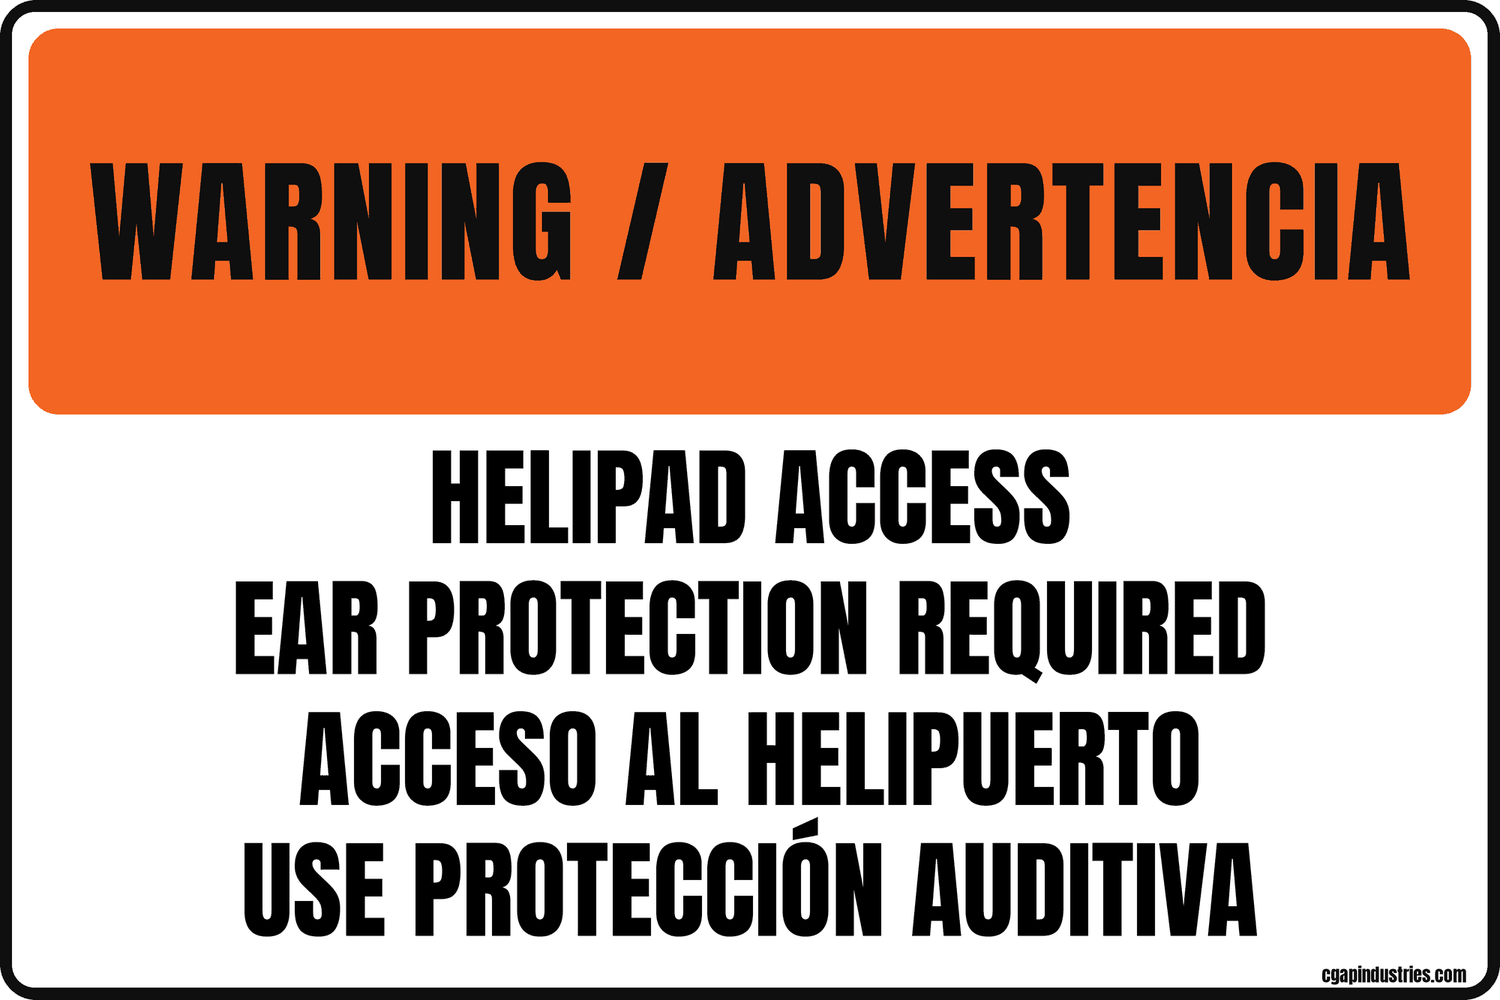 WARNING / ADVERTENCIA
HELIPAD ACCESS
EAR PROTECTION REQUIRED
ACCESO AL HELIPUERTO
USE PROTECCIÓN AUDITIVA
cgapindustries.com